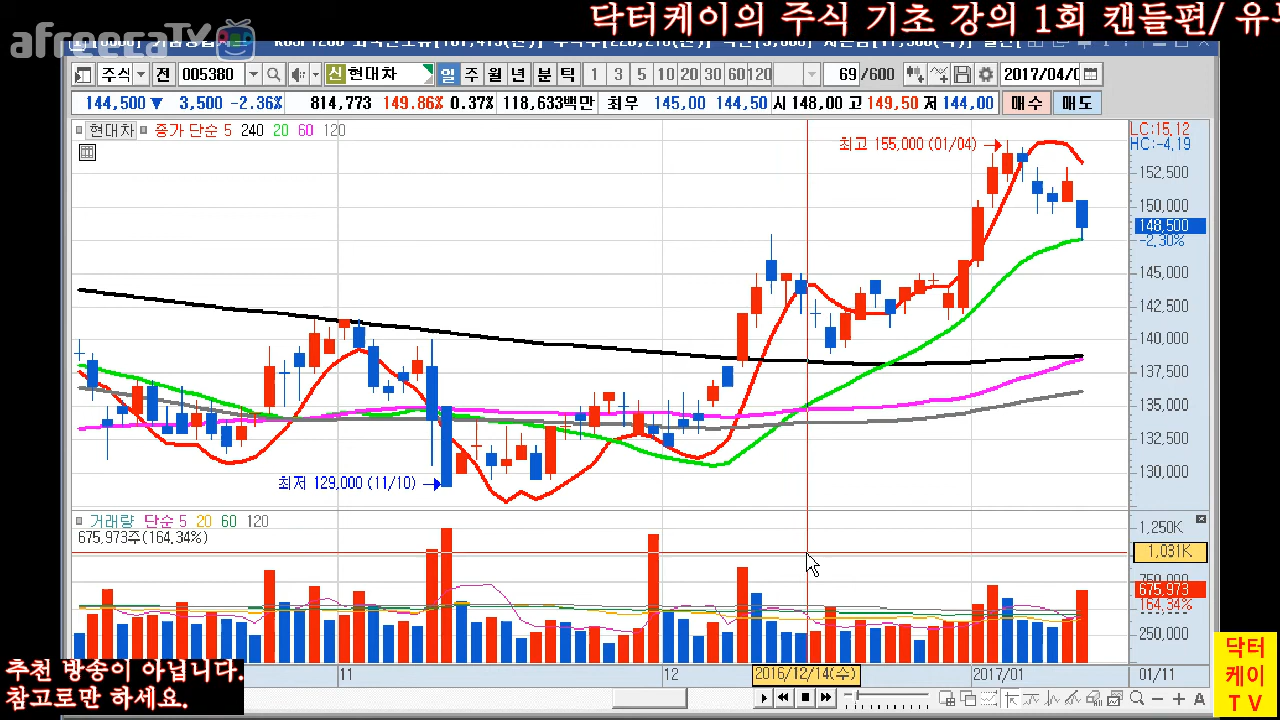 닥터케이의 주식 기초 강의 1회 캔들편/ 유
afreecaTV
주식 전 005380 신 현대차 일 주 월 년 분 틱 1 3 5 10 20 30 60 120 69 /600 2017/04/0
144,500 ▼ 3,500 -2.36% 814,773 149.86% 0.37% 118,633백만 최우 145,00 144,50 시 148,00 고 149,50 저 144,00 매수 매도
현대차 종가 단순 5 240 20 60 120
LC:15,12
HC:-4,19
최고 155,000 (01/04)
152,500
150,000
148,500
-2,30%
145,000
142,500
140,000
137,500
135,000
132,500
130,000
최저 129,000 (11/10)
거래량 단순 5 20 60 120
675,973주(164,34%)
1,250K
1,031K
750,000
675,973
164,34%
250,000
11 12 2016/12/14(수) 2017/01 01/11
추천 방송이 아닙니다.
참고로만 하세요.
닥터
케이
T V